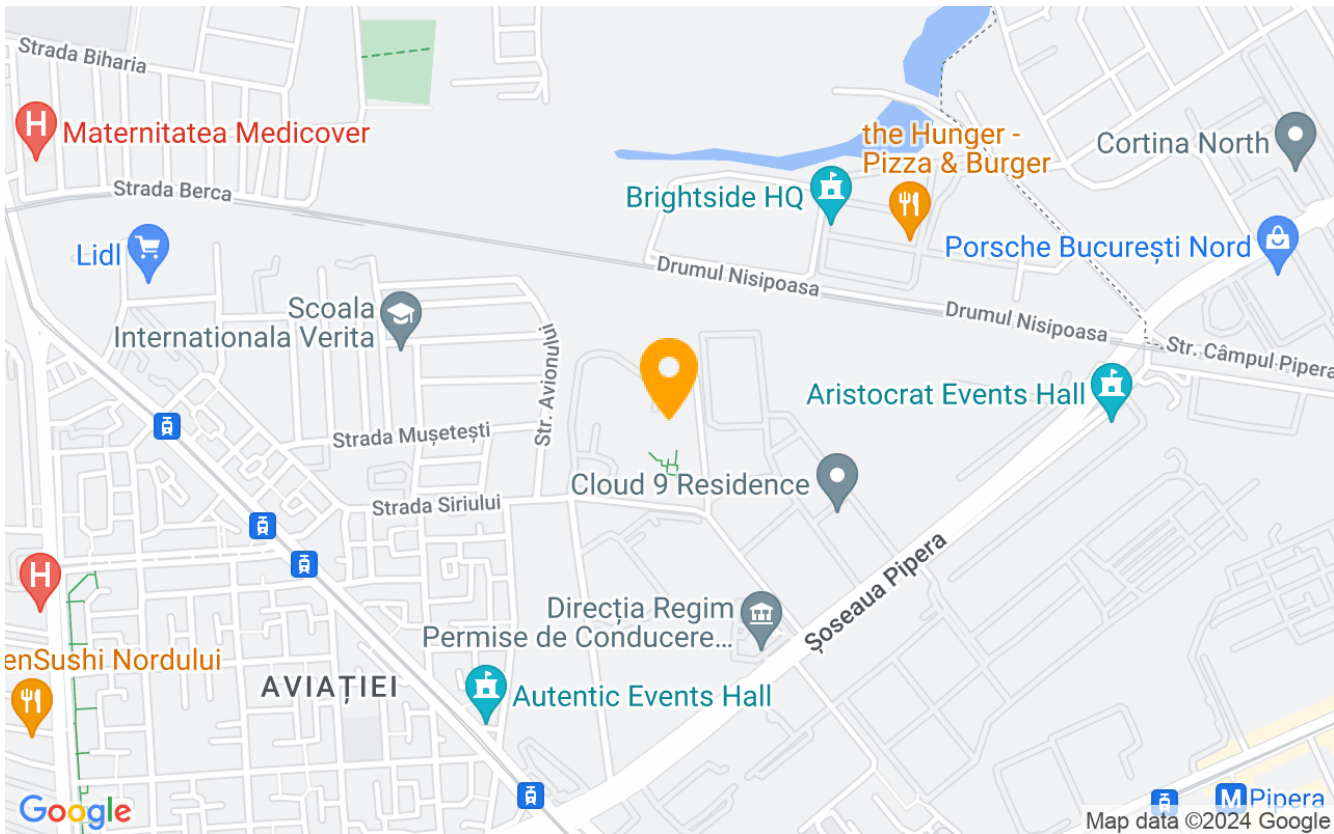 Strada Biharia
Maternitatea Medicover
the Hunger -
Pizza & Burger
Cortina North
Strada Berca
Brightside HQ
Lidl
Porsche București Nord
Drumul Nisipoasa
Scoala
Internationala Verita
Drumul Nisipoasa
Str. Câmpul Pipera
Str. Avionului
Aristocrat Events Hall
Strada Mușetești
Cloud 9 Residence
Strada Siriului
H
H
Șoseaua Pipera
Direcția Regim
Permise de Conducere...
enSushi Nordului
AVIAȚIEI
Autentic Events Hall
Google
M Pipera
Map data ©2024 Google